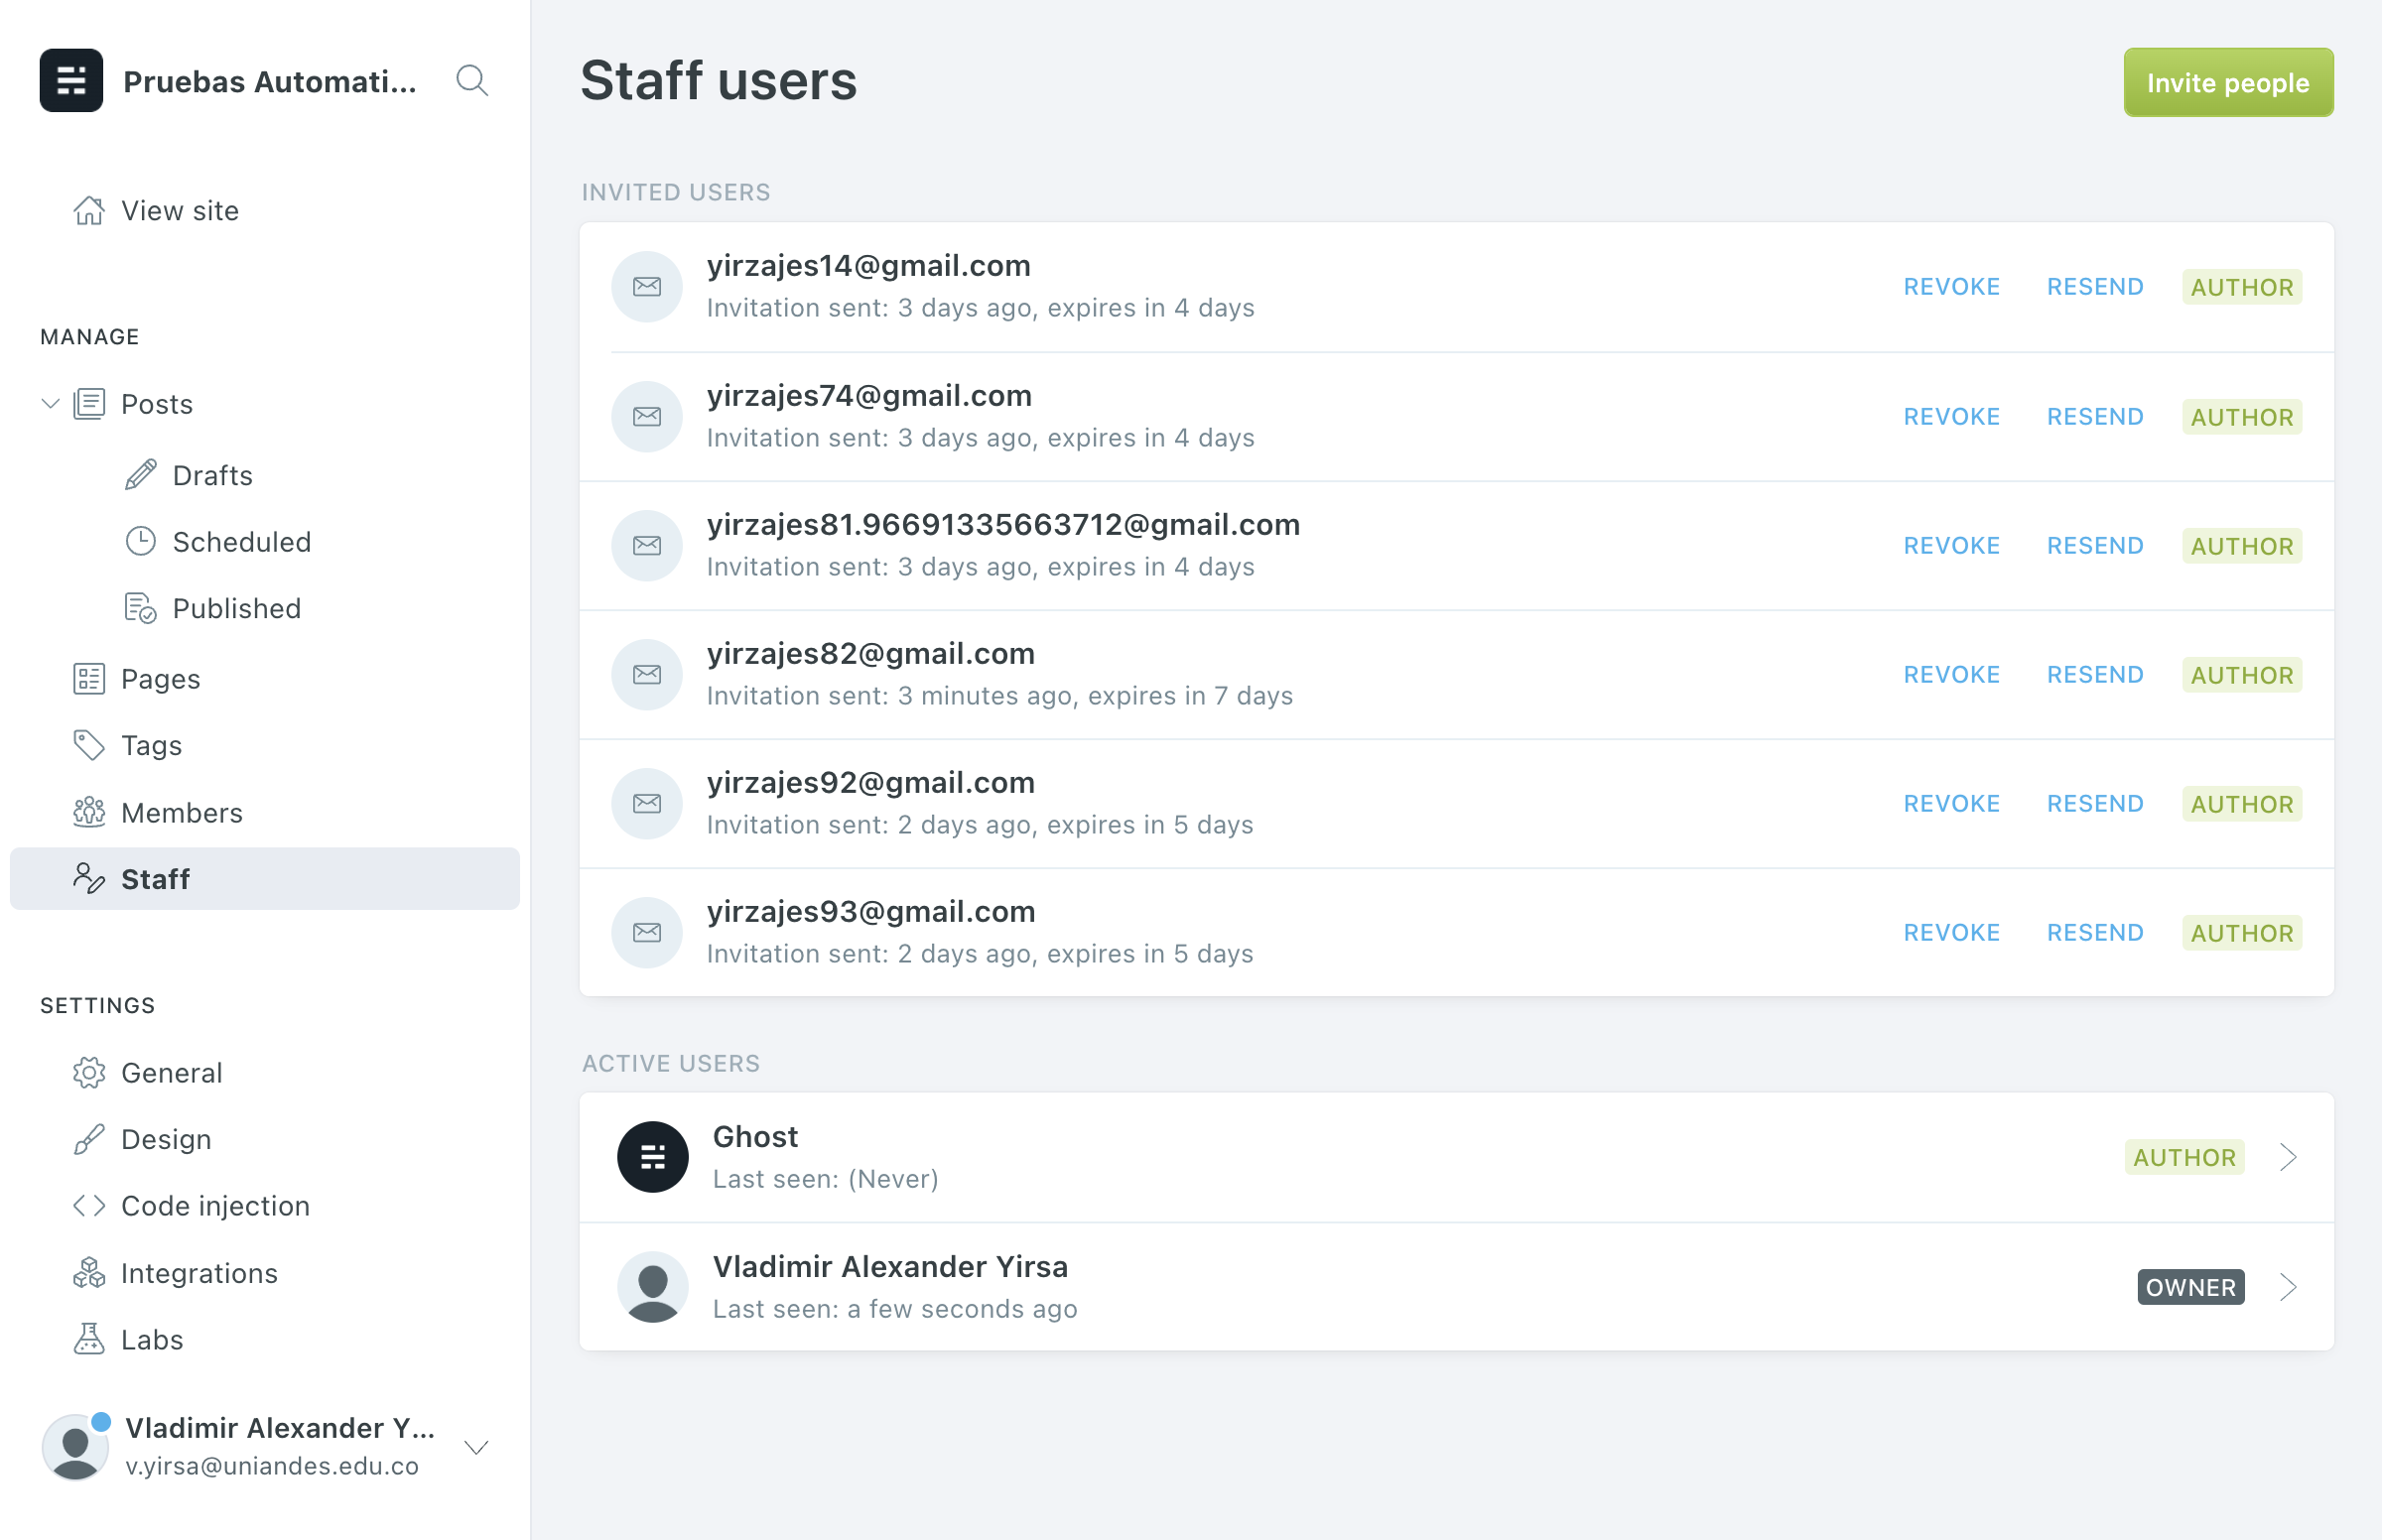 Pruebas Automati...
View site
MANAGE
Posts
Drafts
Scheduled
Published
Pages
Tags
Members
Staff
SETTINGS
General
Design
Code injection
Integrations
Labs
Vladimir Alexander Y...
v.yirsa@uniandes.edu.co
Staff users
Invite people
INVITED USERS
yirzajes14@gmail.com
Invitation sent: 3 days ago, expires in 4 days
REVOKE RESEND AUTHOR
yirzajes74@gmail.com
Invitation sent: 3 days ago, expires in 4 days
REVOKE RESEND AUTHOR
yirzajes81.96691335663712@gmail.com
Invitation sent: 3 days ago, expires in 4 days
REVOKE RESEND AUTHOR
yirzajes82@gmail.com
Invitation sent: 3 minutes ago, expires in 7 days
REVOKE RESEND AUTHOR
yirzajes92@gmail.com
Invitation sent: 2 days ago, expires in 5 days
REVOKE RESEND AUTHOR
yirzajes93@gmail.com
Invitation sent: 2 days ago, expires in 5 days
REVOKE RESEND AUTHOR
ACTIVE USERS
Ghost
Last seen: (Never)
AUTHOR
Vladimir Alexander Yirsa
Last seen: a few seconds ago
OWNER